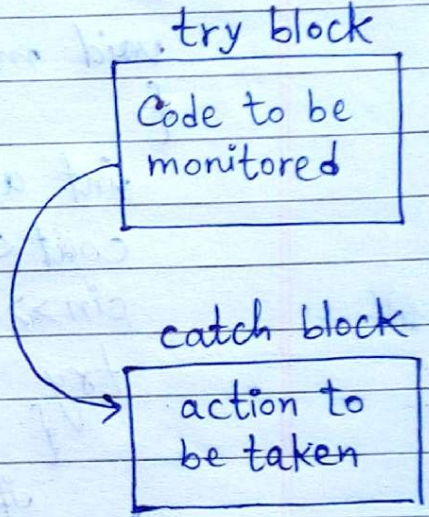 try block
Code to be
monitored
catch block
action to
be taken